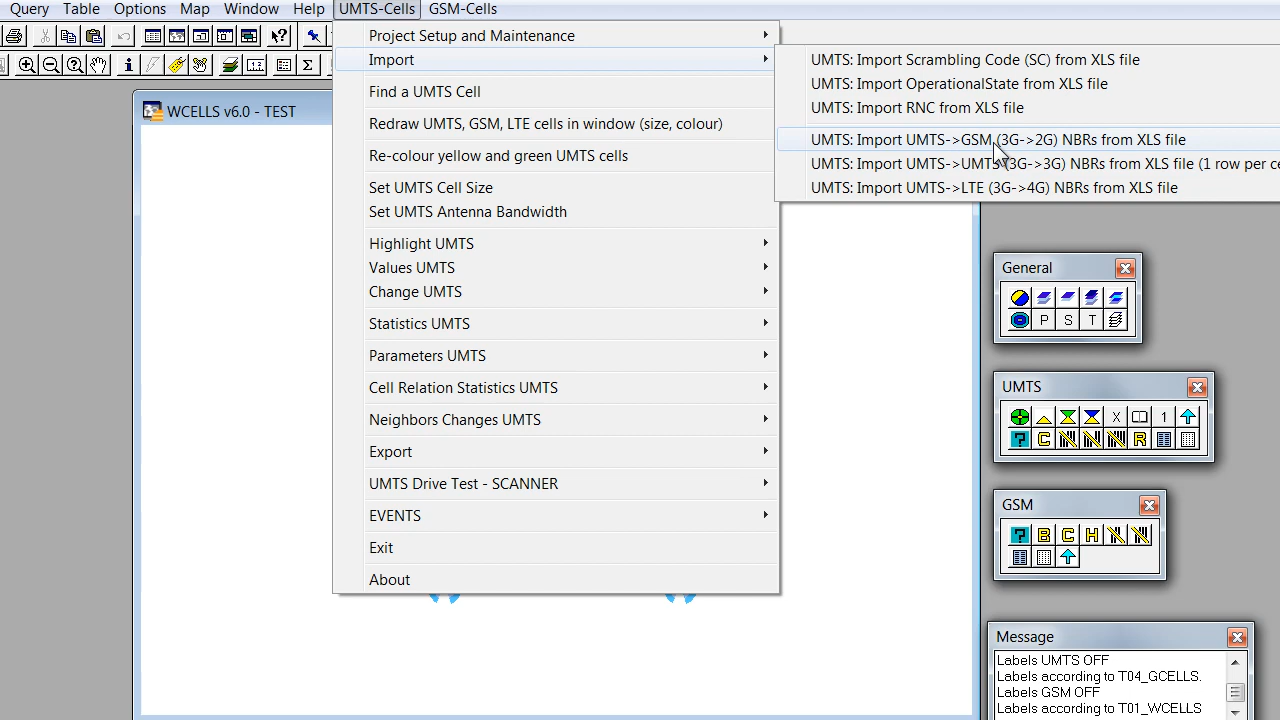 Query Table Options Map Window Help UMTS-Cells GSM-Cells
Project Setup and Maintenance
Import
Find a UMTS Cell
Redraw UMTS, GSM, LTE cells in window (size, colour)
Re-colour yellow and green UMTS cells
Set UMTS Cell Size
Set UMTS Antenna Bandwidth
Highlight UMTS
Values UMTS
Change UMTS
Statistics UMTS
Parameters UMTS
Cell Relation Statistics UMTS
Neighbors Changes UMTS
Export
UMTS Drive Test - SCANNER
EVENTS
Exit
About
UMTS: Import Scrambling Code (SC) from XLS file
UMTS: Import OperationalState from XLS file
UMTS: Import RNC from XLS file
UMTS: Import UMTS->GSM (3G->2G) NBRs from XLS file
UMTS: Import UMTS->UMTS (3G->3G) NBRs from XLS file (1 row per
UMTS: Import UMTS->LTE (3G->4G) NBRs from XLS file
WCELLS v6.0 - TEST
General
P S T
UMTS
X 1
? C R
GSM
? B C H
Message
Labels UMTS OFF
Labels according to T04_GCELLS.
Labels GSM OFF
Labels according to T01_WCELLS